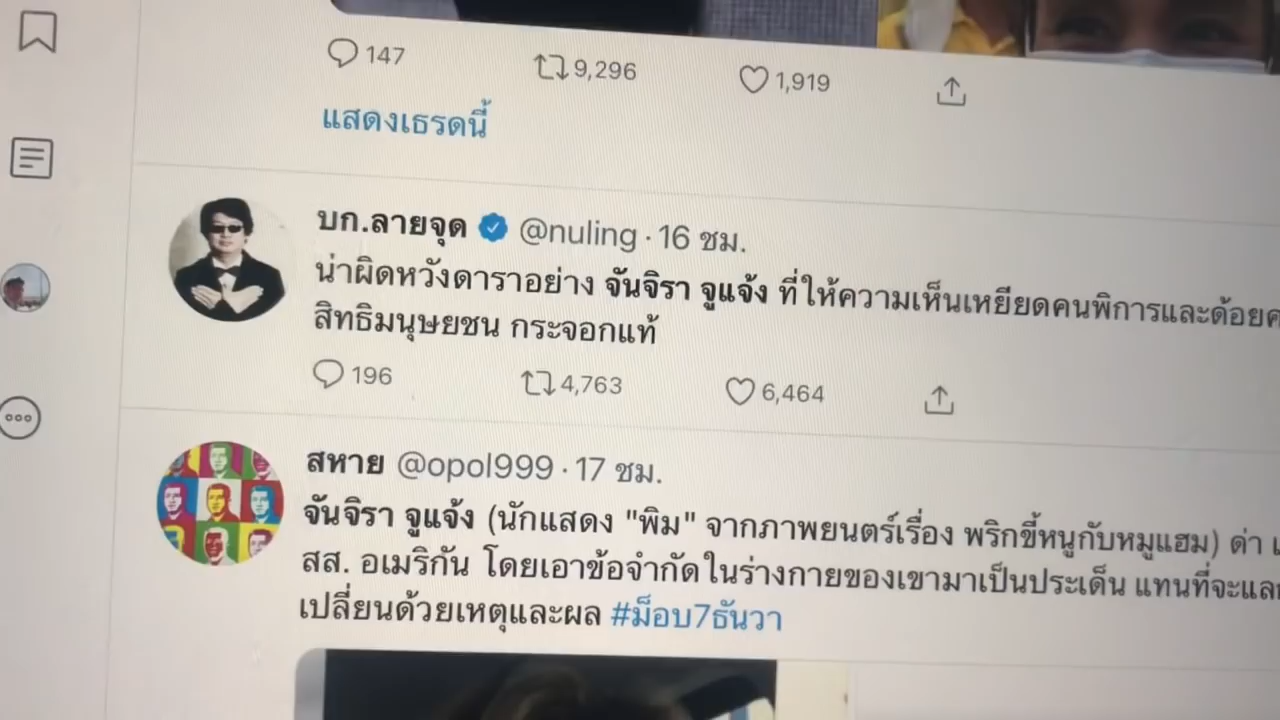 147 9,296 1,919
แสดงเธรดนี้
บก.ลายจุด @nuling · 16 ชม.
น่าผิดหวังดาราอย่าง จันจิรา จูแจ้ง ที่ให้ความเห็นเหยียดคนพิการและด้อย
สิทธิมนุษยชน กระจอกแท้
196 4,763 6,464
สหาย @opol999 · 17 ชม.
จันจิรา จูแจ้ง (นักแสดง "พิม" จากภาพยนตร์เรื่อง พริกขี้หนูกับหมูแฮม) ด่า
สส. อเมริกัน โดยเอาข้อจำกัดในร่างกายของเขามาเป็นประเด็น แทนที่จะ
เปลี่ยนด้วยเหตุและผล #ม็อบ7ธันวา